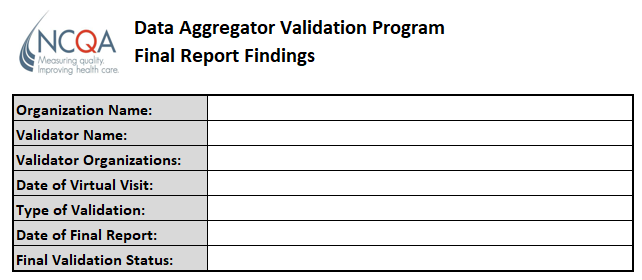 NCQA
Measuring quality.
Improving health care.
Data Aggregator Validation Program
Final Report Findings
Organization Name:
Validator Name:
Validator Organizations:
Date of Virtual Visit:
Type of Validation:
Date of Final Report:
Final Validation Status: